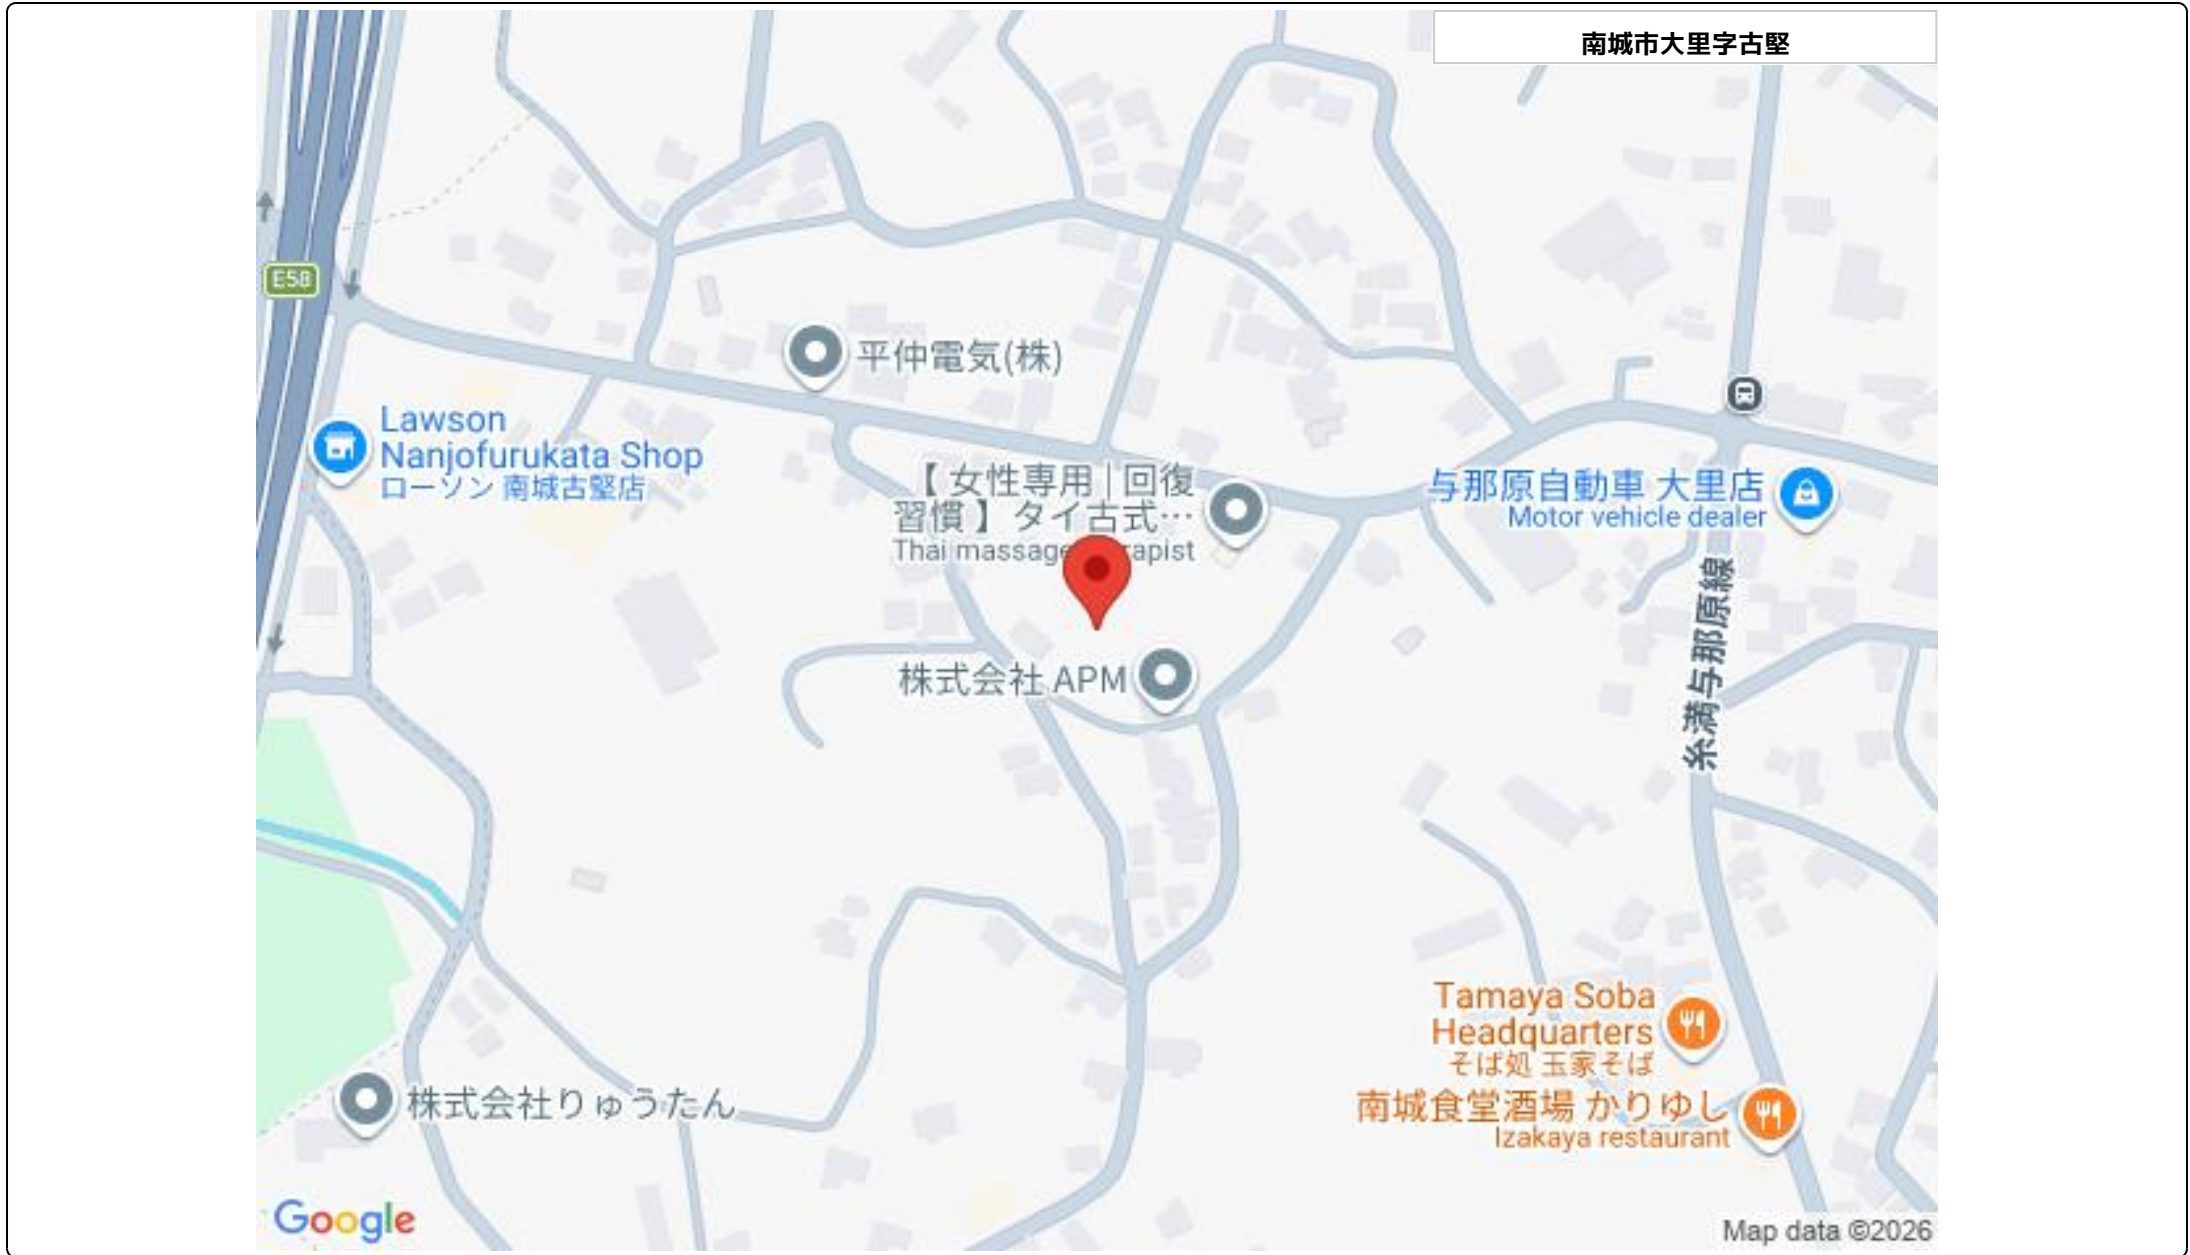 南城市大里字古堅
E58
平仲電気(株)
Lawson
Nanjofurukata Shop
ローソン 南城古堅店
【 女性専用 | 回復
習慣 】 タイ古式…
Thai massage
与那原自動車 大里店
Motor vehicle dealer
糸満与那原線
株式会社 APM
Tamaya Soba
Headquarters
そば処 玉家そば
南城食堂酒場 かりゆし
Izakaya restaurant
株式会社りゅうたん
Google
Map data ©2026